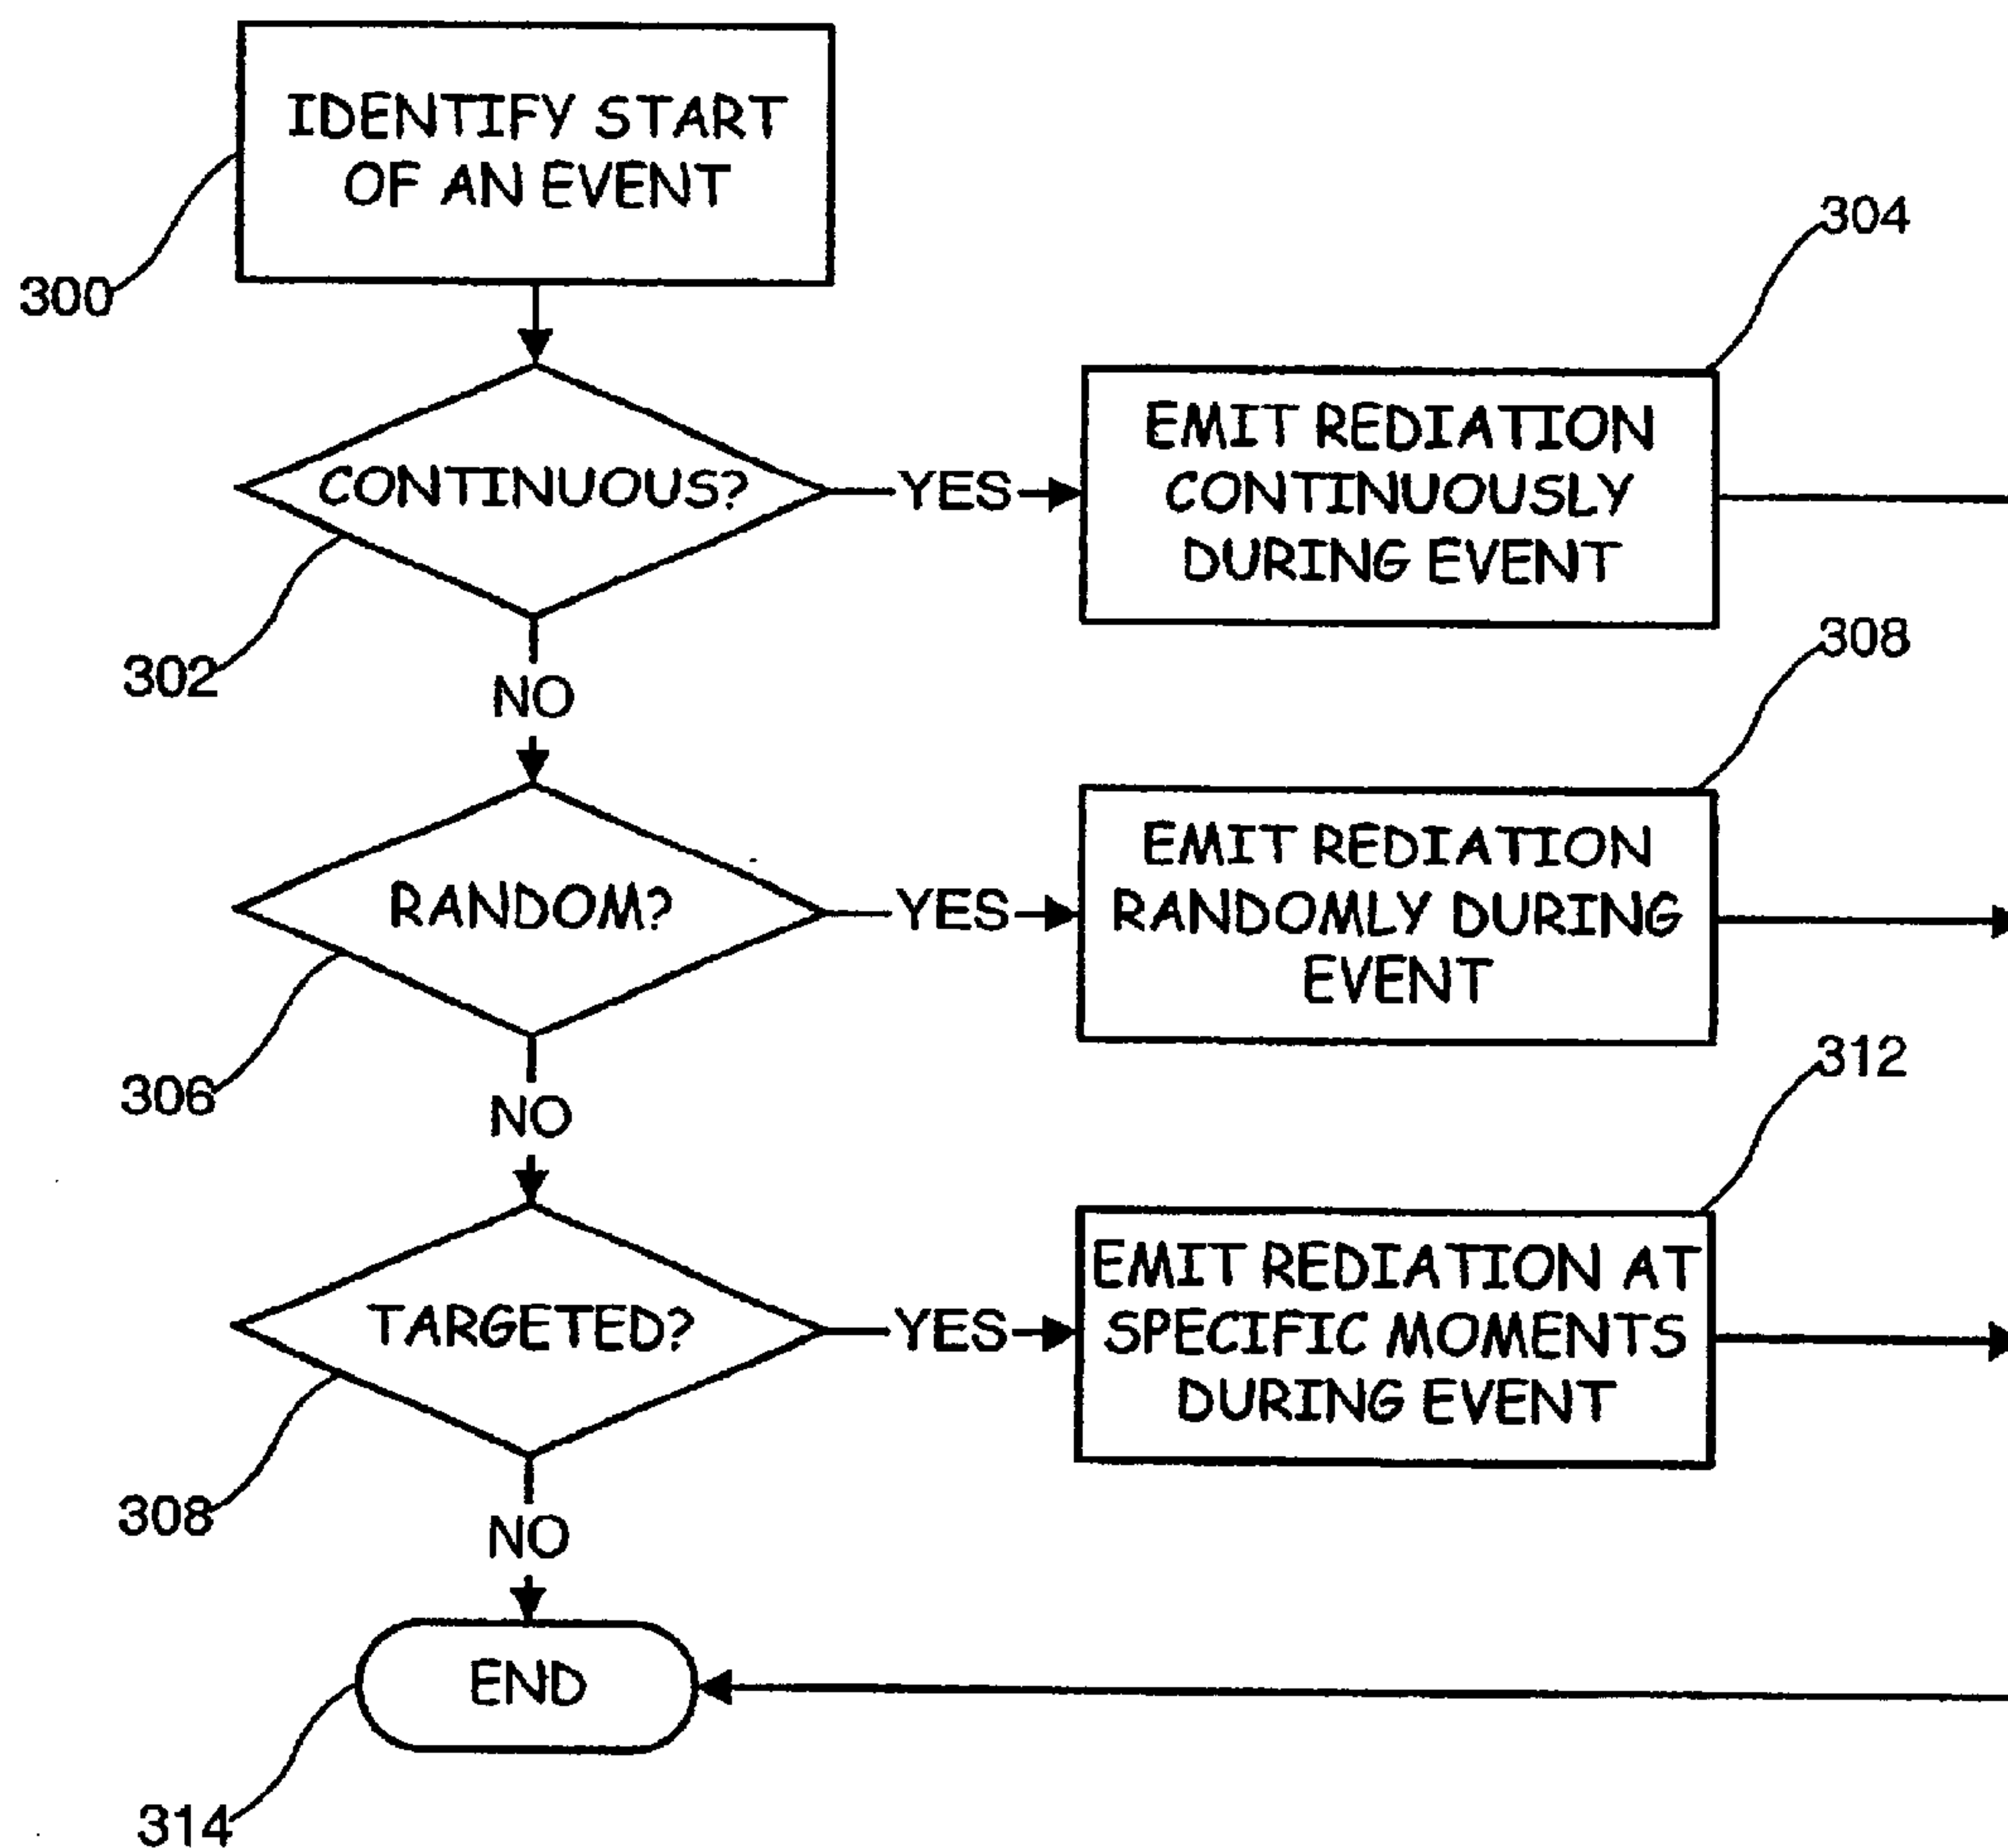 IDENTIFY START
OF AN EVENT
300
304
CONTINUOUS?
YES
EMIT REDIATION
CONTINUOUSLY
DURING EVENT
302
NO
308
RANDOM?
YES
EMIT REDIATION
RANDOMLY DURING
EVENT
306
NO
312
TARGETED?
YES
EMIT REDIATION AT
SPECIFIC MOMENTS
DURING EVENT
308
NO
END
314